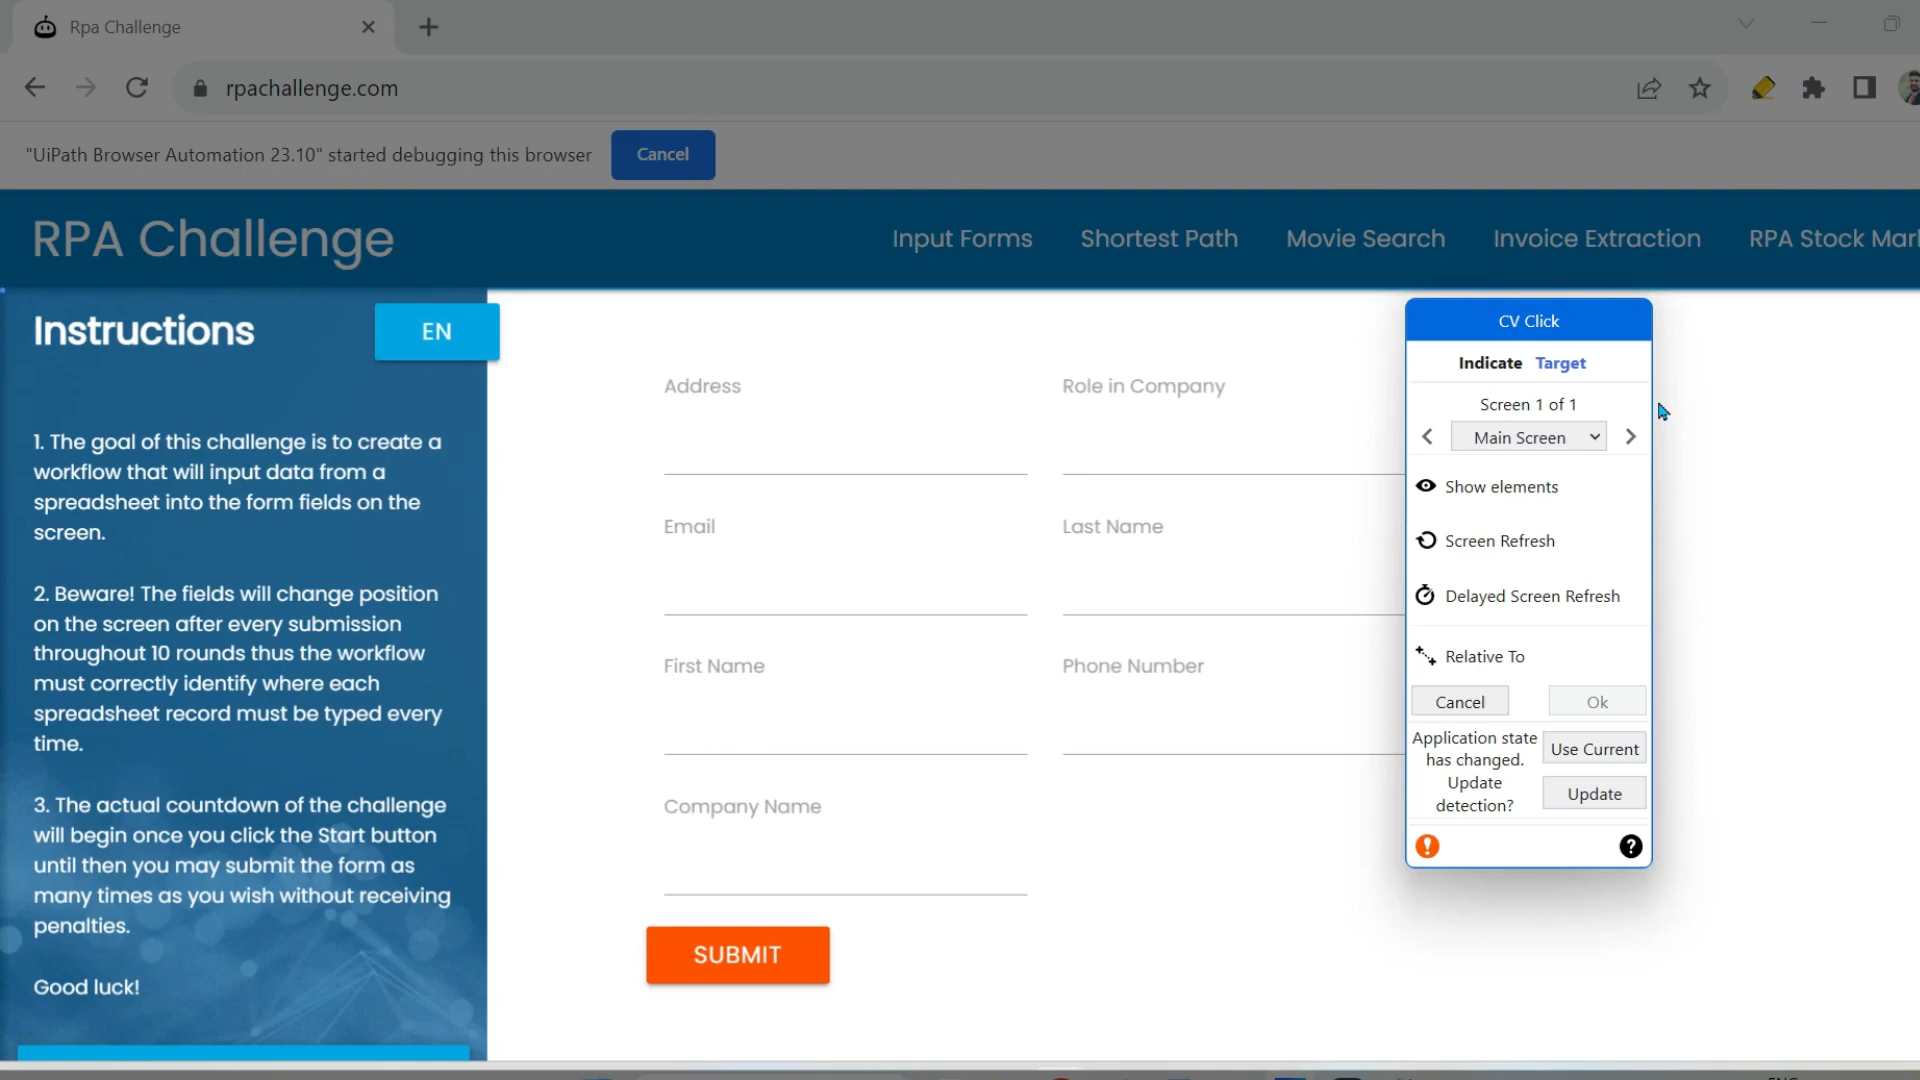 Rpa Challenge
rpachallenge.com
"UiPath Browser Automation 23.10" started debugging this browser
Cancel
RPA Challenge
Input Forms
Shortest Path
Movie Search
Invoice Extraction
RPA Stock Mar
Instructions
EN
1. The goal of this challenge is to create a
workflow that will input data from a
spreadsheet into the form fields on the
screen.
2. Beware! The fields will change position
on the screen after every submission
throughout 10 rounds thus the workflow
must correctly identify where each
spreadsheet record must be typed every
time.
3. The actual countdown of the challenge
will begin once you click the Start button
until then you may submit the form as
many times as you wish without receiving
penalties.
Good luck!
Address
Role in Company
Email
Last Name
First Name
Phone Number
Company Name
SUBMIT
CV Click
Indicate Target
Screen 1 of 1
Main Screen
Show elements
Screen Refresh
Delayed Screen Refresh
Relative To
Cancel
Ok
Application state
has changed.
Update
detection?
Use Current
Update